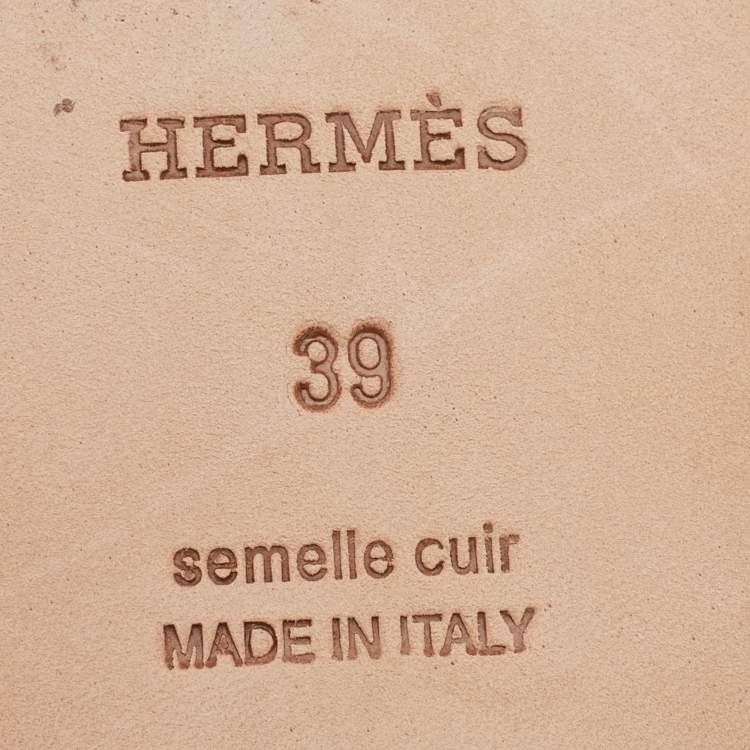 HERMÈS
39
semelle cuir
MADE IN ITALY